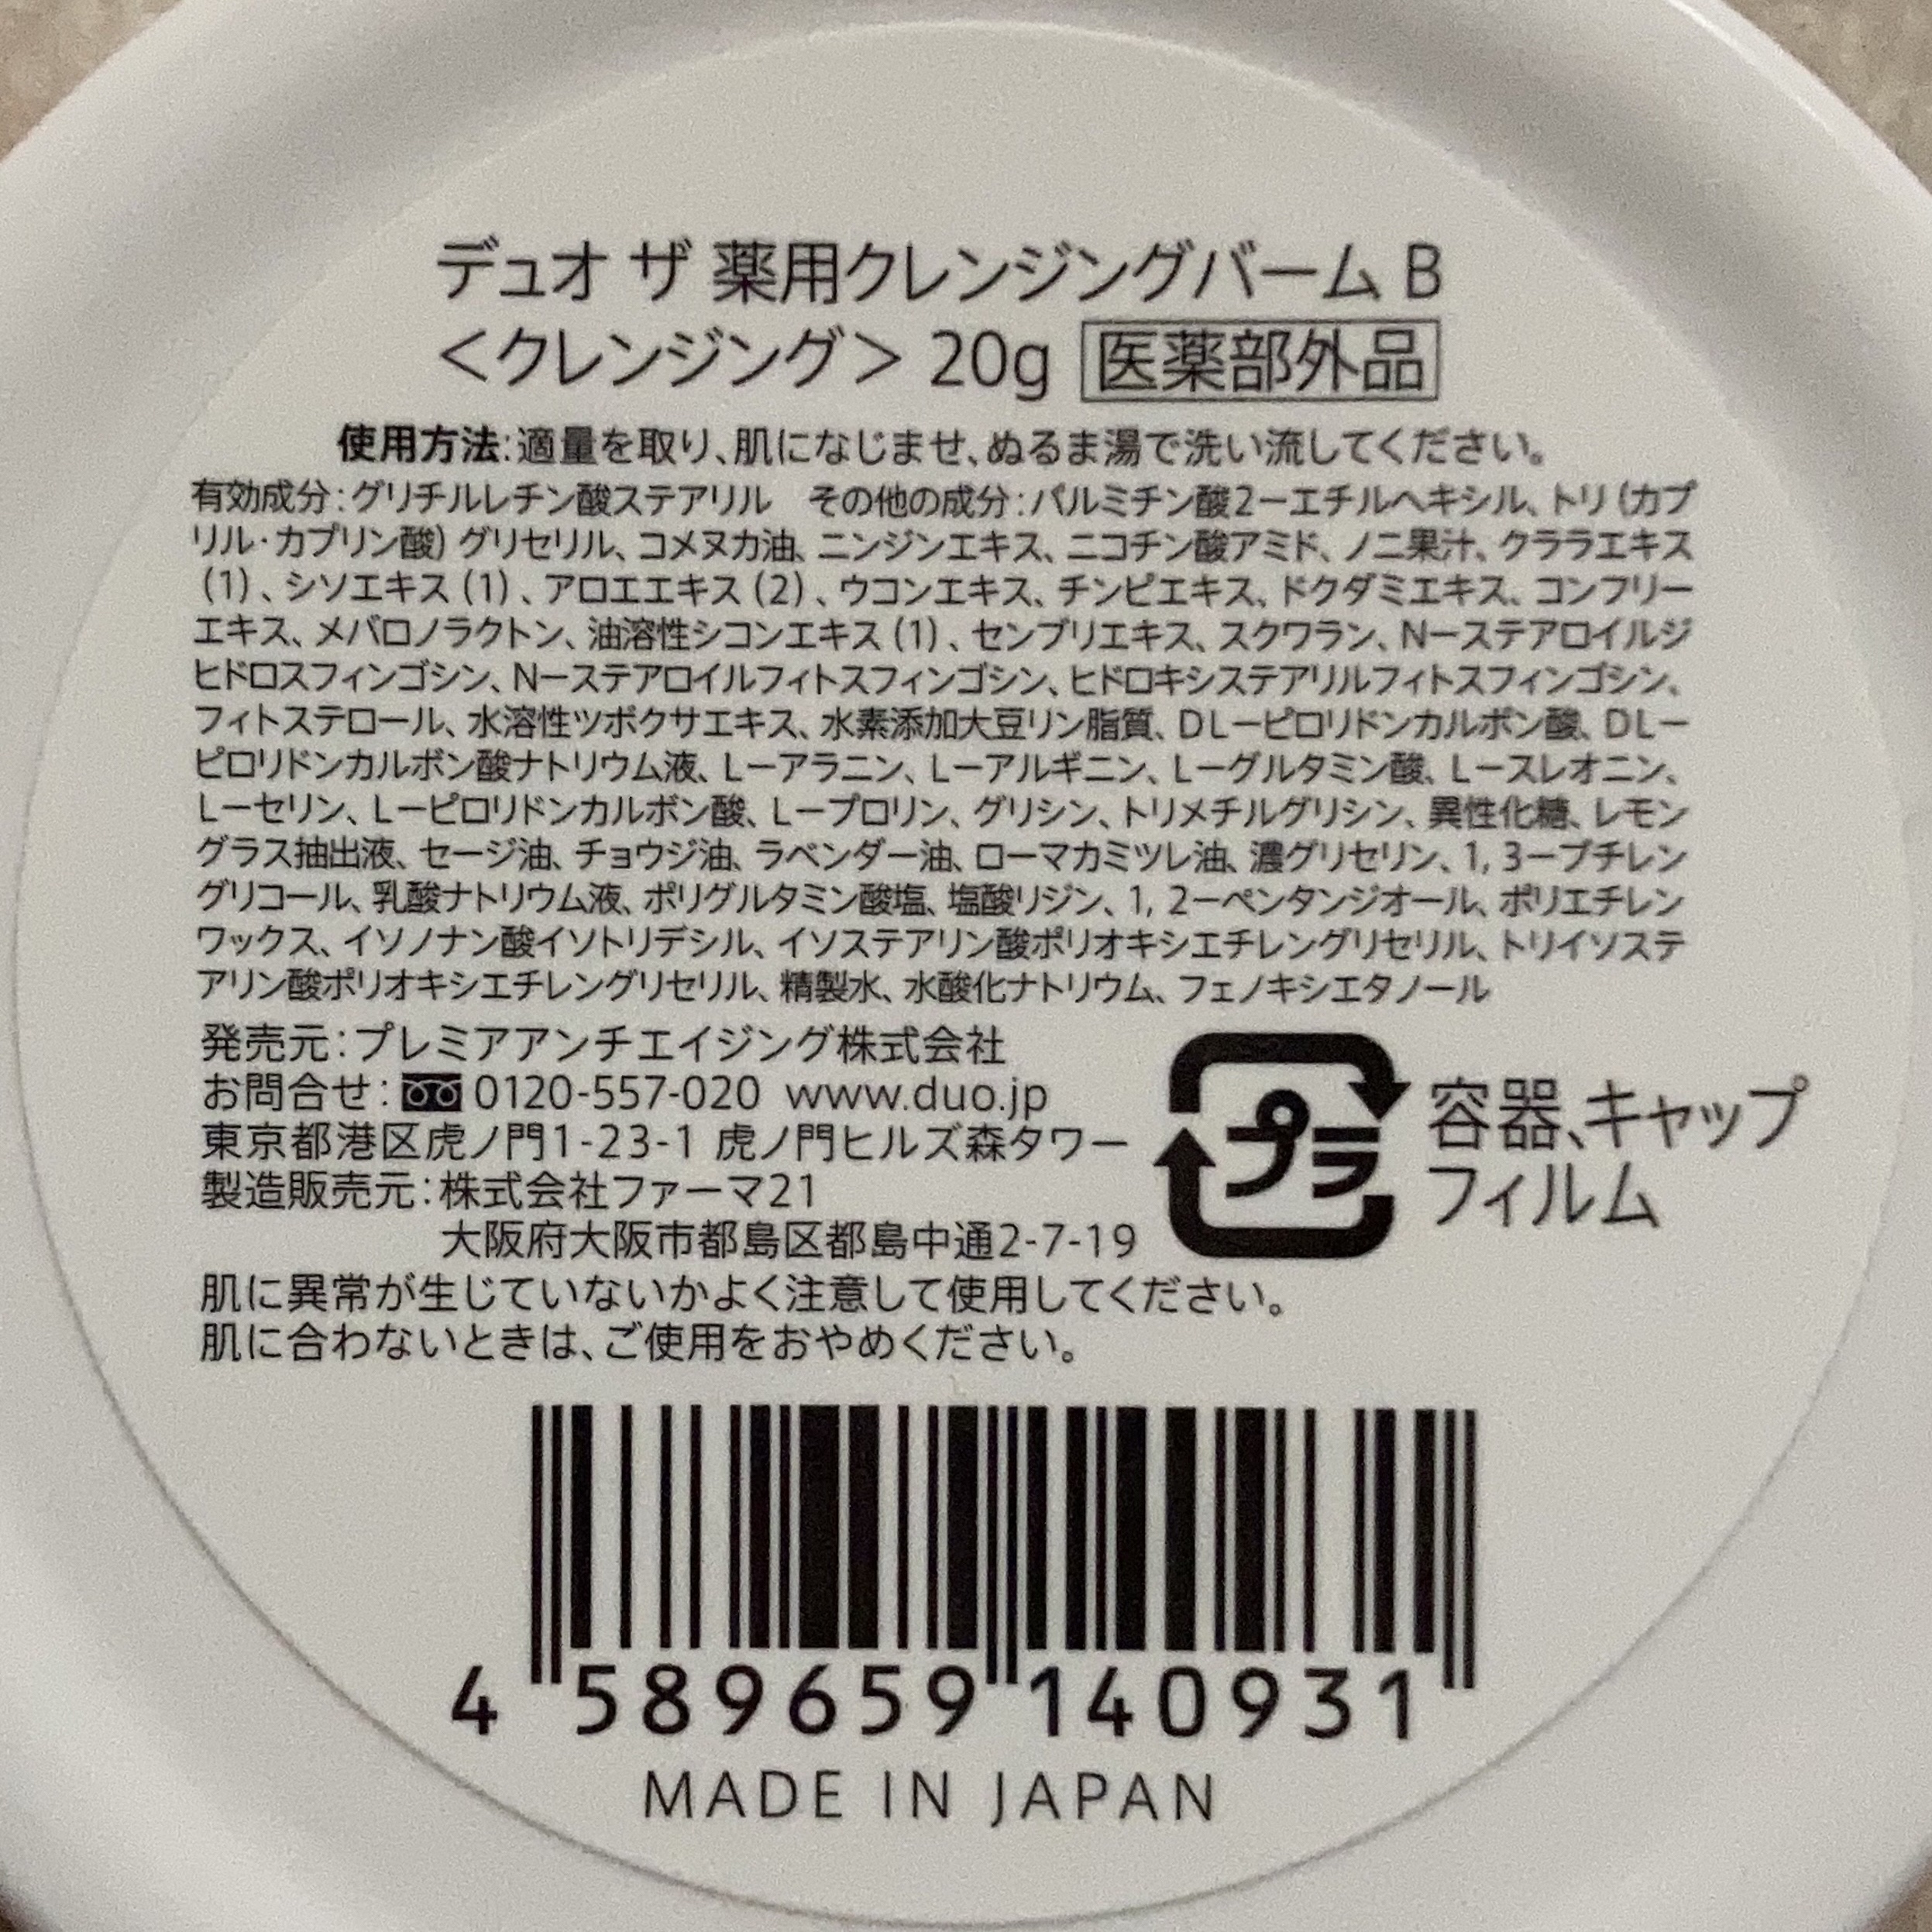 デュオ ザ 薬用クレンジングバーム B
＜クレンジング＞ 20g 医薬部外品
使用方法:適量を取り、肌になじませ、ぬるま湯で洗い流してください。
有効成分:グリチルレチン酸ステアリル　その他の成分:パルミチン酸2ーエチルヘキシル、トリ(カプ
リル・カプリン酸)グリセリル、コメヌカ油、ニンジンエキス、ニコチン酸アミド、ノニ果汁、クララエキス
(1)、シソエキス(1)、アロエエキス(2)、ウコンエキス、チンピエキス、ドクダミエキス、コンフリー
エキス、メバロノラクトン、油溶性シコンエキス(1)、センブリエキス、スクワラン、Nーステアロイルジ
ヒドロスフィンゴシン、Nーステアロイルフィトスフィンゴシン、ヒドロキシステアリルフィトスフィンゴシン、
フィトステロール、水溶性ツボクサエキス、水素添加大豆リン脂質、DLーピロリドンカルボン酸、DLー
ピロリドンカルボン酸ナトリウム液、Lーアラニン、Lーアルギニン、Lーグルタミン酸、Lースレオニン、
Lーセリン、Lーピロリドンカルボン酸、Lープロリン、グリシン、トリメチルグリシン、異性化糖、レモン
グラス抽出液、セージ油、チョウジ油、ラベンダー油、ローマカミツレ油、濃グリセリン、1, 3ーブチレン
グリコール、乳酸ナトリウム液、ポリグルタミン酸塩、塩酸リジン、1, 2ーペンタンジオール、ポリエチレン
ワックス、イソノナン酸イソトリデシル、イソステアリン酸ポリオキシエチレングリセリル、トリイソステ
アリン酸ポリオキシエチレングリセリル、精製水、水酸化ナトリウム、フェノキシエタノール
発売元:プレミアアンチエイジング株式会社
お問合せ:0120-557-020 www.duo.jp
東京都港区虎ノ門1-23-1 虎ノ門ヒルズ森タワー
製造販売元:株式会社ファーマ21
大阪府大阪市都島区都島中通2-7-19
プラ
容器、キャップ
フィルム
肌に異常が生じていないかよく注意して使用してください。
肌に合わないときは、ご使用をおやめください。
4 589659 140931
MADE IN JAPAN